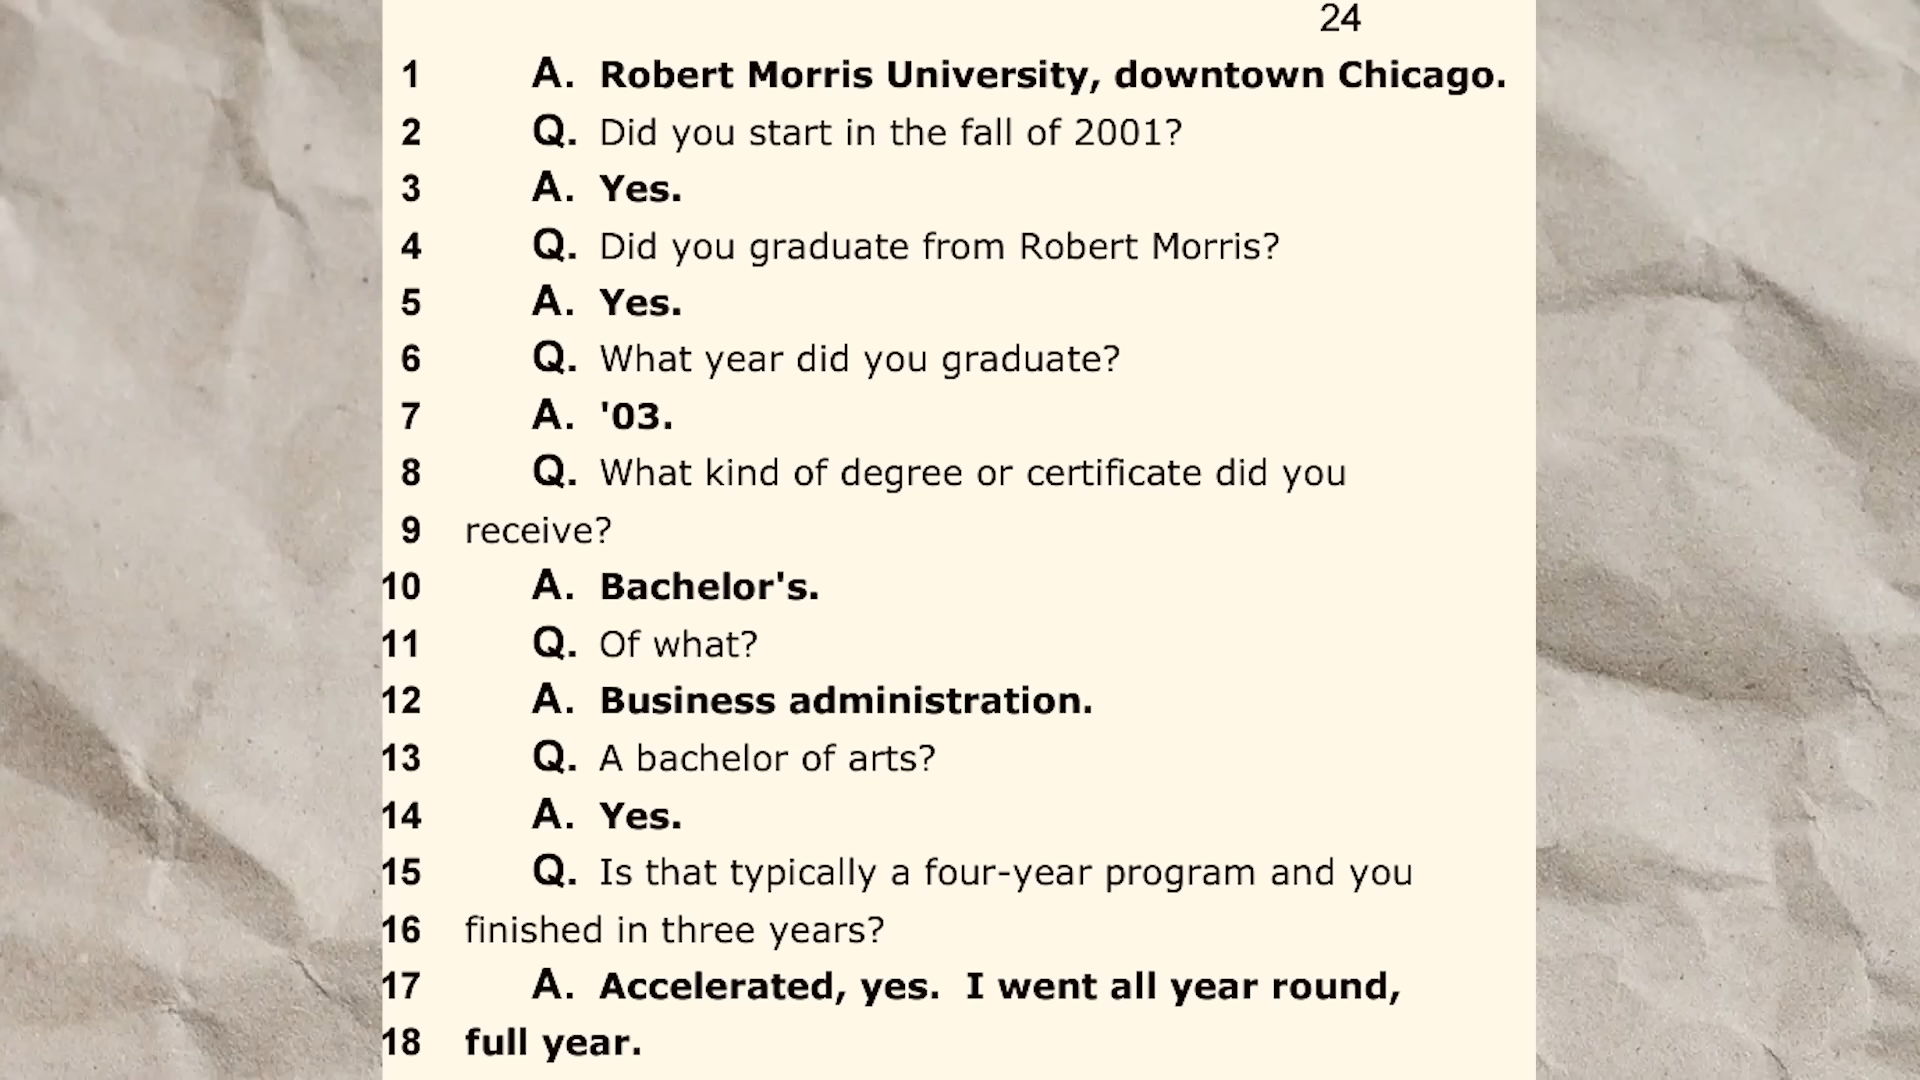 24
1 A. Robert Morris University, downtown Chicago.
2 Q. Did you start in the fall of 2001?
3 A. Yes.
4 Q. Did you graduate from Robert Morris?
5 A. Yes.
6 Q. What year did you graduate?
7 A. '03.
8 Q. What kind of degree or certificate did you
9 receive?
10 A. Bachelor's.
11 Q. Of what?
12 A. Business administration.
13 Q. A bachelor of arts?
14 A. Yes.
15 Q. Is that typically a four-year program and you
16 finished in three years?
17 A. Accelerated, yes. I went all year round,
18 full year.